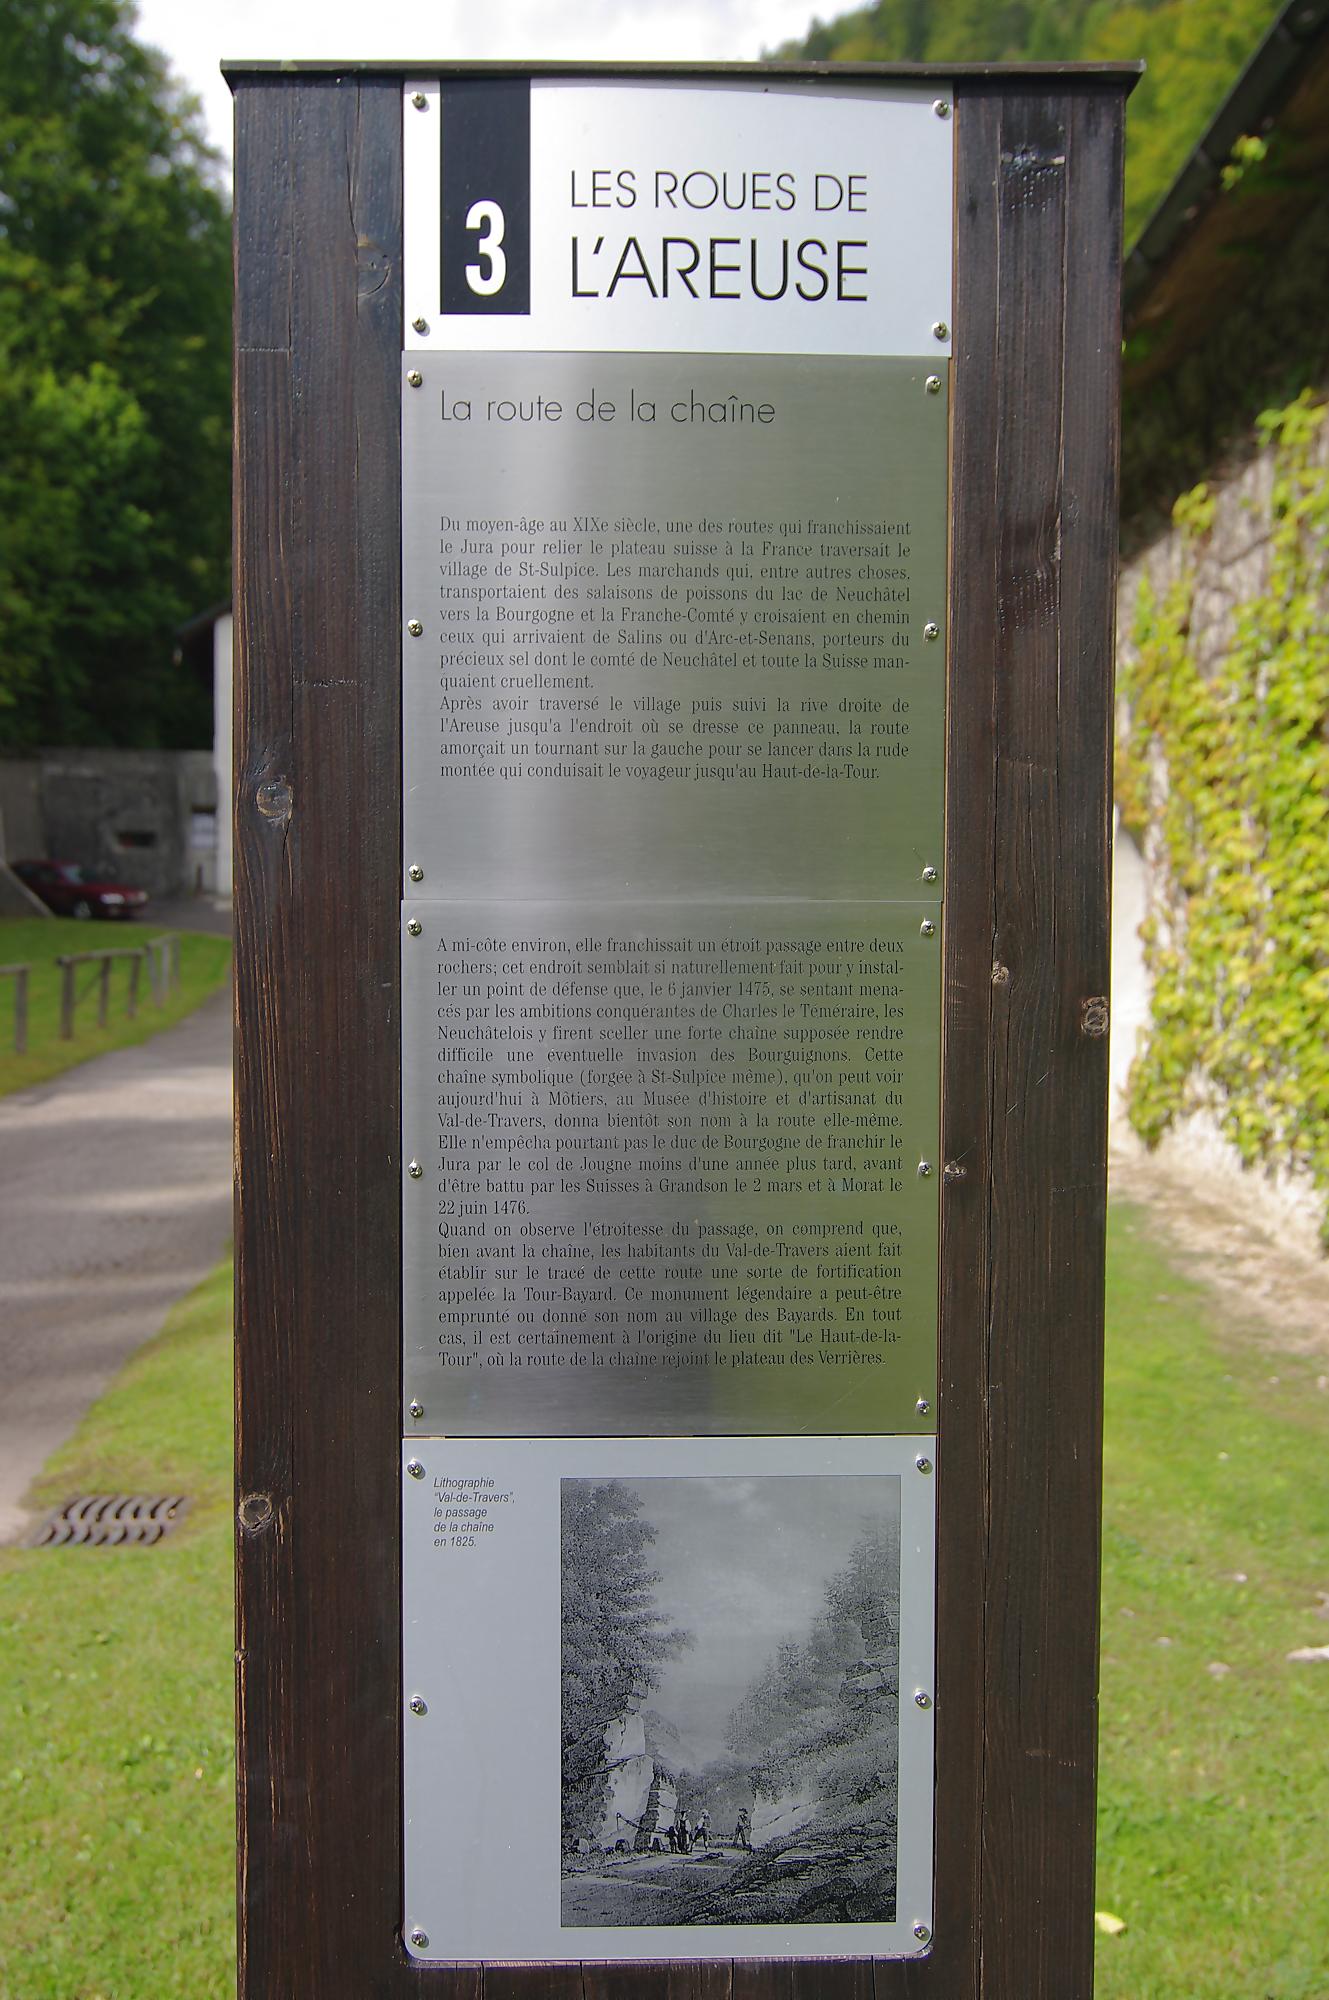 3
LES ROUES DE
L'AREUSE
La route de la chaîne
Du moyen-âge au XIXe siècle, une des routes qui franchissaient
le Jura pour relier le plateau suisse à la France traversait le
village de St-Sulpice. Les marchands qui, entre autres choses,
transportaient des salaisons de poissons du lac de Neuchâtel
vers la Bourgogne et la Franche-Comté y croisaient en chemin
ceux qui arrivaient de Salins ou d'Arc-et-Senans, porteurs du
précieux sel dont le comté de Neuchâtel et toute la Suisse man-
quaient cruellement.
Après avoir traversé le village puis suivi la rive droite de
l'Areuse jusqu'a l'endroit où se dresse ce panneau, la route
amorçait un tournant sur la gauche pour se lancer dans la rude
montée qui conduisait le voyageur jusqu'au Haut-de-la-Tour.
A mi-côte environ, elle franchissait un étroit passage entre deux
rochers; cet endroit semblait si naturellement fait pour y instal-
ler un point de défense que, le 6 janvier 1475, se sentant mena-
cés par les ambitions conquérantes de Charles le Téméraire, les
Neuchâtelois y firent sceller une forte chaîne supposée rendre
difficile une éventuelle invasion des Bourguignons. Cette
chaîne symbolique (forgée à St-Sulpice même), qu'on peut voir
aujourd'hui à Môtiers, au Musée d'histoire et d'artisanat du
Val-de-Travers, donna bientôt son nom à la route elle-même.
Elle n'empêcha pourtant pas le duc de Bourgogne de franchir le
Jura par le col de Jougne moins d'une année plus tard, avant
d'être battu par les Suisses à Grandson le 2 mars et à Morat le
22 juin 1476.
Quand on observe l'étroitesse du passage, on comprend que,
bien avant la chaîne, les habitants du Val-de-Travers aient fait
établir sur le tracé de cette route une sorte de fortification
appelée la Tour-Bayard. Ce monument légendaire a peut-être
emprunté ou donné son nom au village des Bayards. En tout
cas, il est certainement à l'origine du lieu dit "Le Haut-de-la-
Tour", où la route de la chaîne rejoint le plateau des Verrières.
Lithographie
"Val-de-Travers",
le passage
de la chaîne
en 1825.